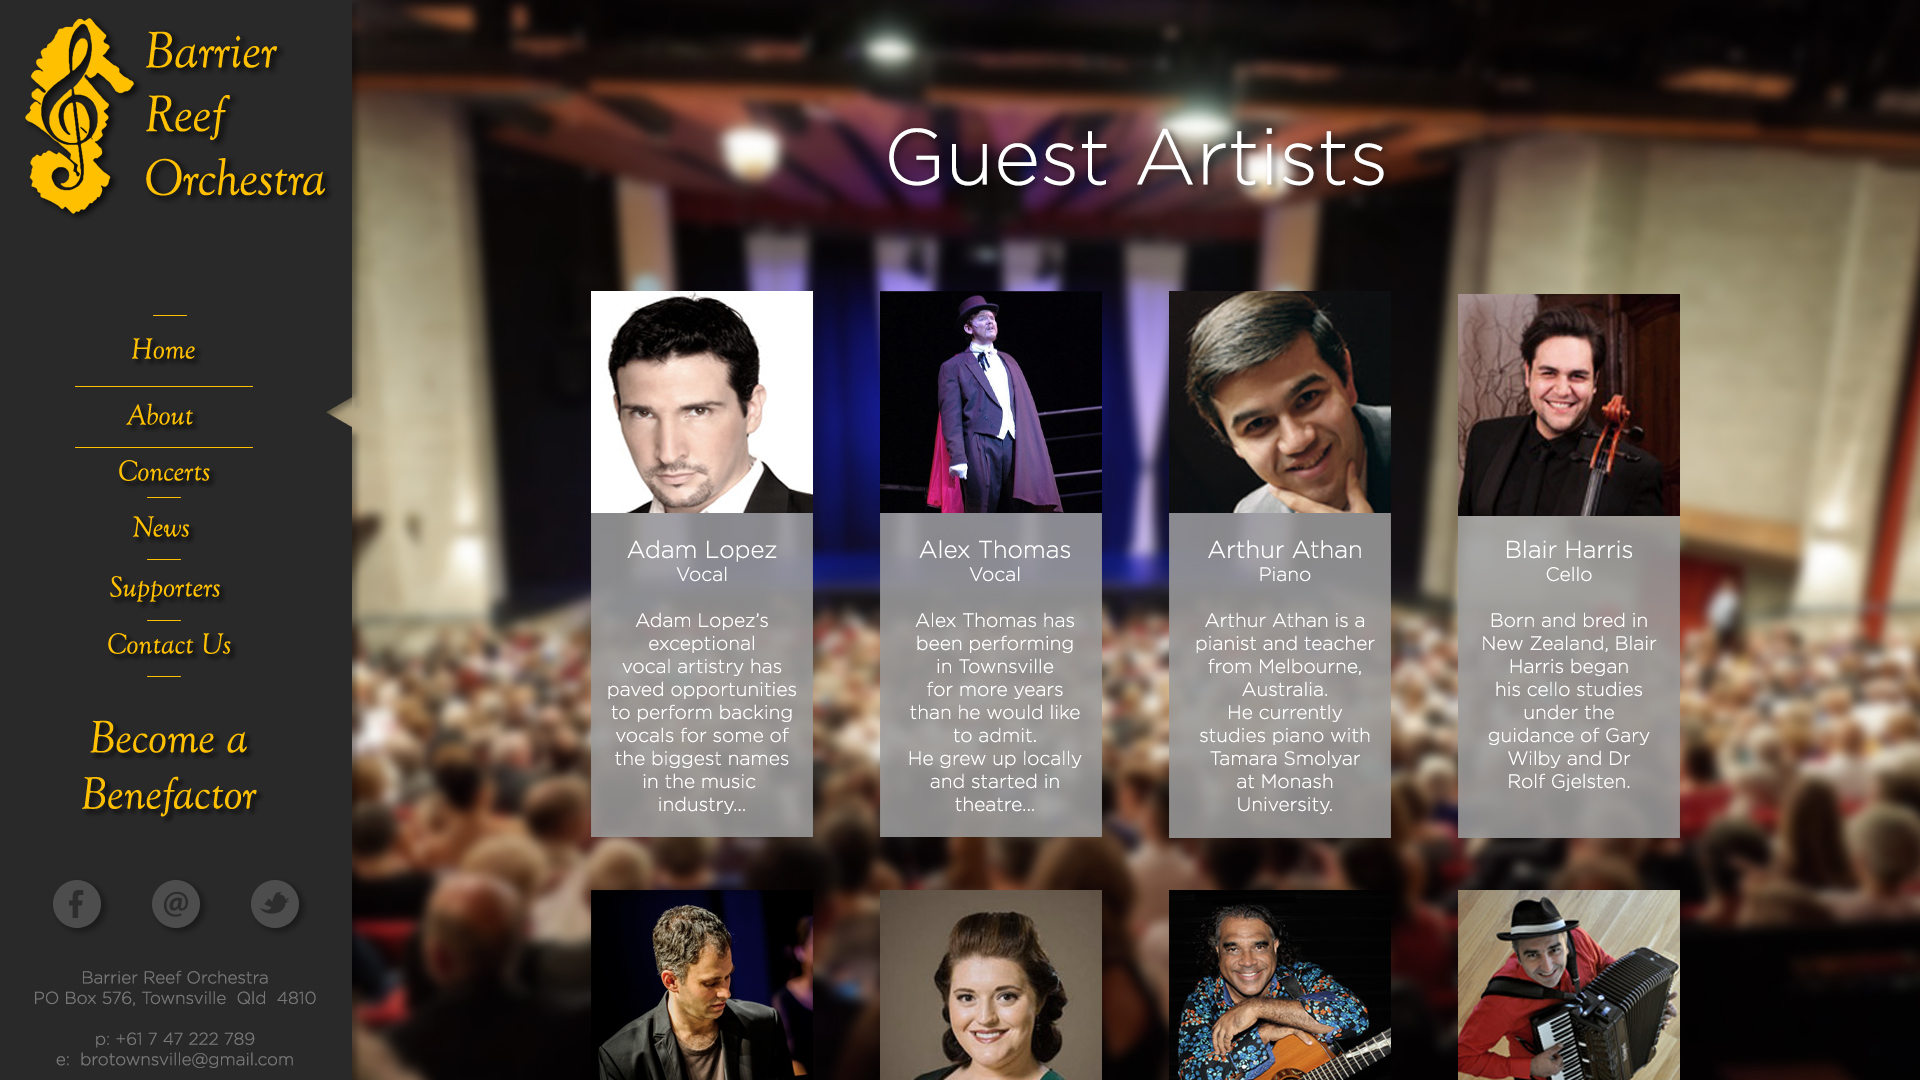 Barrier
Reef
Orchestra
Home
About
Concerts
News
Supporters
Contact Us
Become a
Benefactor
@
Barrier Reef Orchestra
PO Box 576, Townsville Qld 4810
p: +61 7 47 222 789
e: brotownsville@gmail.com
Guest Artists
Adam Lopez
Vocal
Adam Lopez's
exceptional
vocal artistry has
paved opportunities
to perform backing
vocals for some of
the biggest names
in the music
industry...
Alex Thomas
Vocal
Alex Thomas has
been performing
in Townsville
for more years
than he would like
to admit.
He grew up locally
and started in
theatre...
Arthur Athan
Piano
Arthur Athan is a
pianist and teacher
from Melbourne,
Australia.
He currently
studies piano with
Tamara Smolyar
at Monash
University.
Blair Harris
Cello
Born and bred in
New Zealand, Blair
Harris began
his cello studies
under the
guidance of Gary
Wilby and Dr
Rolf Gjelsten.